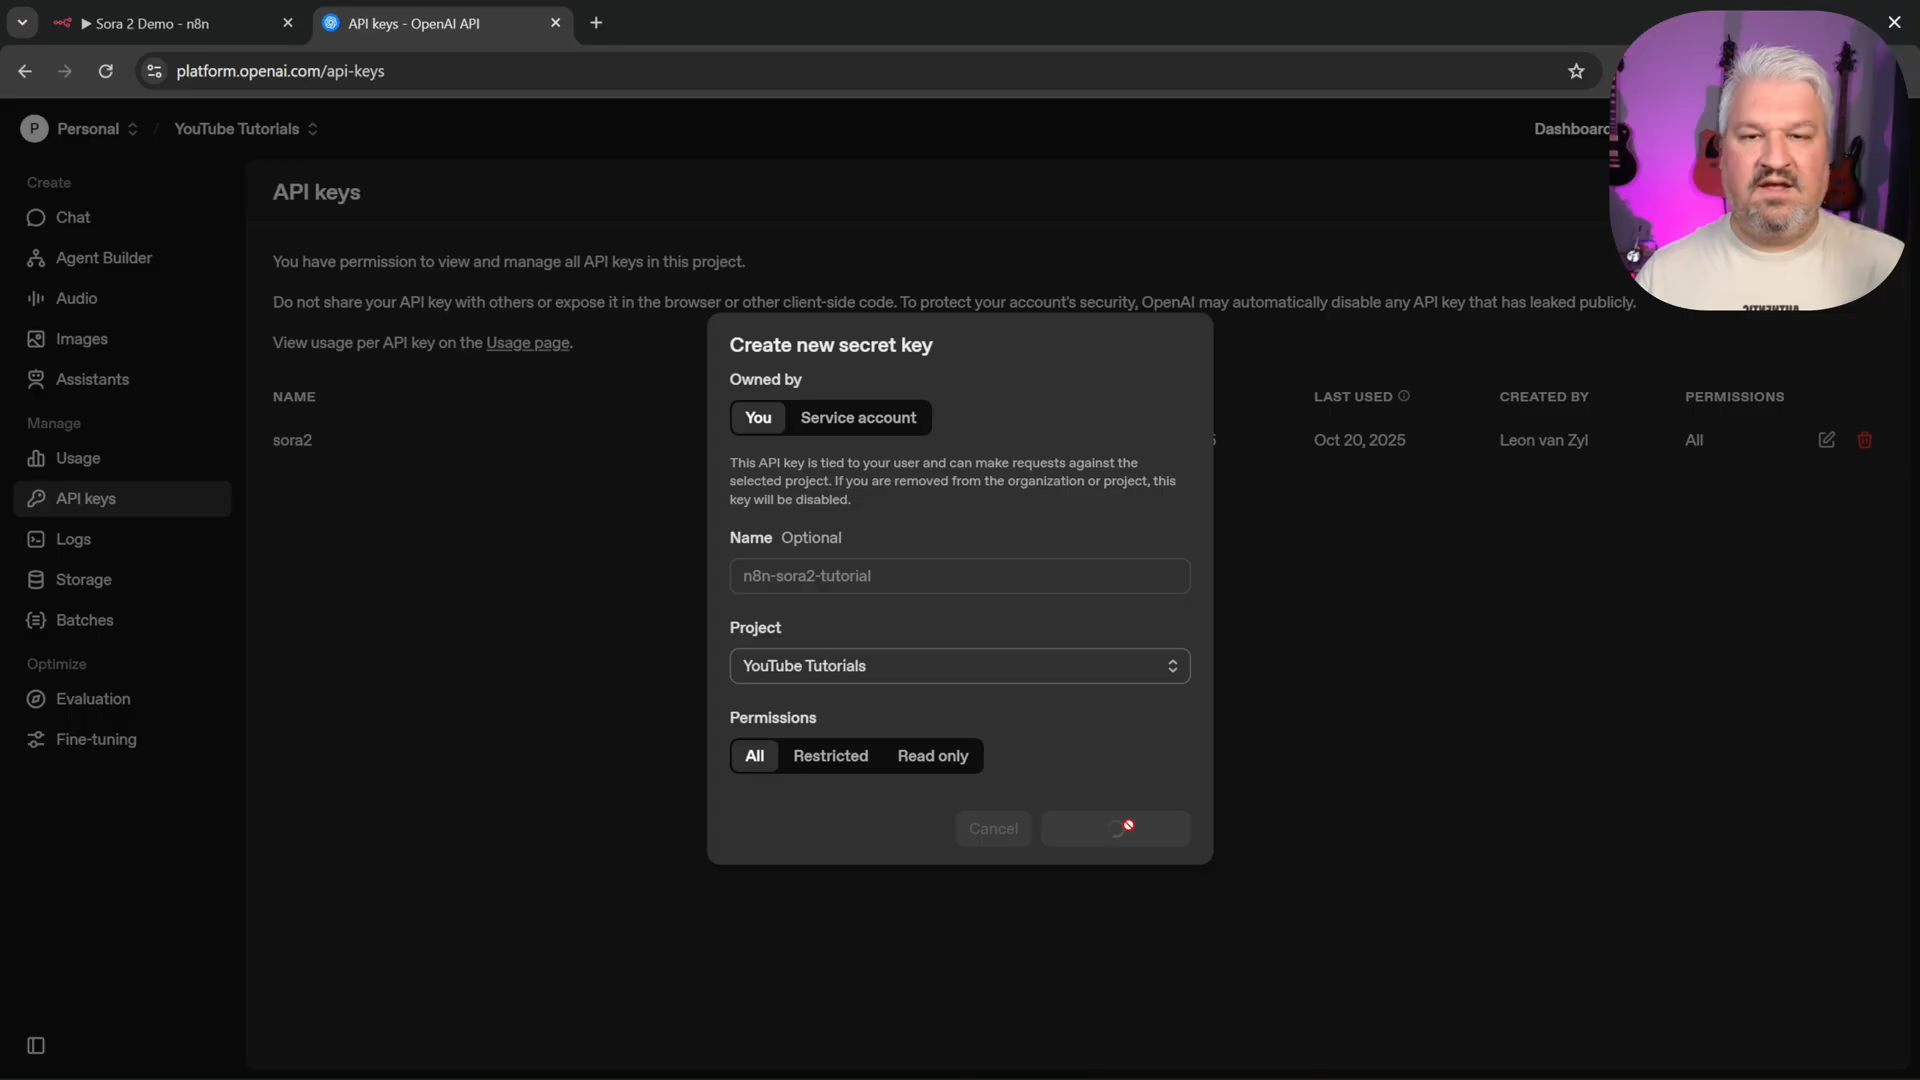 Sora 2 Demo - n8n
API keys - OpenAI API
platform.openai.com/api-keys
P Personal / YouTube Tutorials
Dashboard
Create
Chat
Agent Builder
Audio
Images
Assistants
Manage
Usage
API keys
Logs
Storage
Batches
Optimize
Evaluation
Fine-tuning
API keys
You have permission to view and manage all API keys in this project.
Do not share your API key with others or expose it in the browser or other client-side code. To protect your account's security, OpenAI may automatically disable any API key that has leaked publicly.
View usage per API key on the Usage page.
NAME LAST USED CREATED BY PERMISSIONS
sora2 Oct 20, 2025 Leon van Zyl All
Create new secret key
Owned by
You Service account
This API key is tied to your user and can make requests against the
selected project. If you are removed from the organization or project, this
key will be disabled.
Name Optional
n8n-sora2-tutorial
Project
YouTube Tutorials
Permissions
All Restricted Read only
Cancel